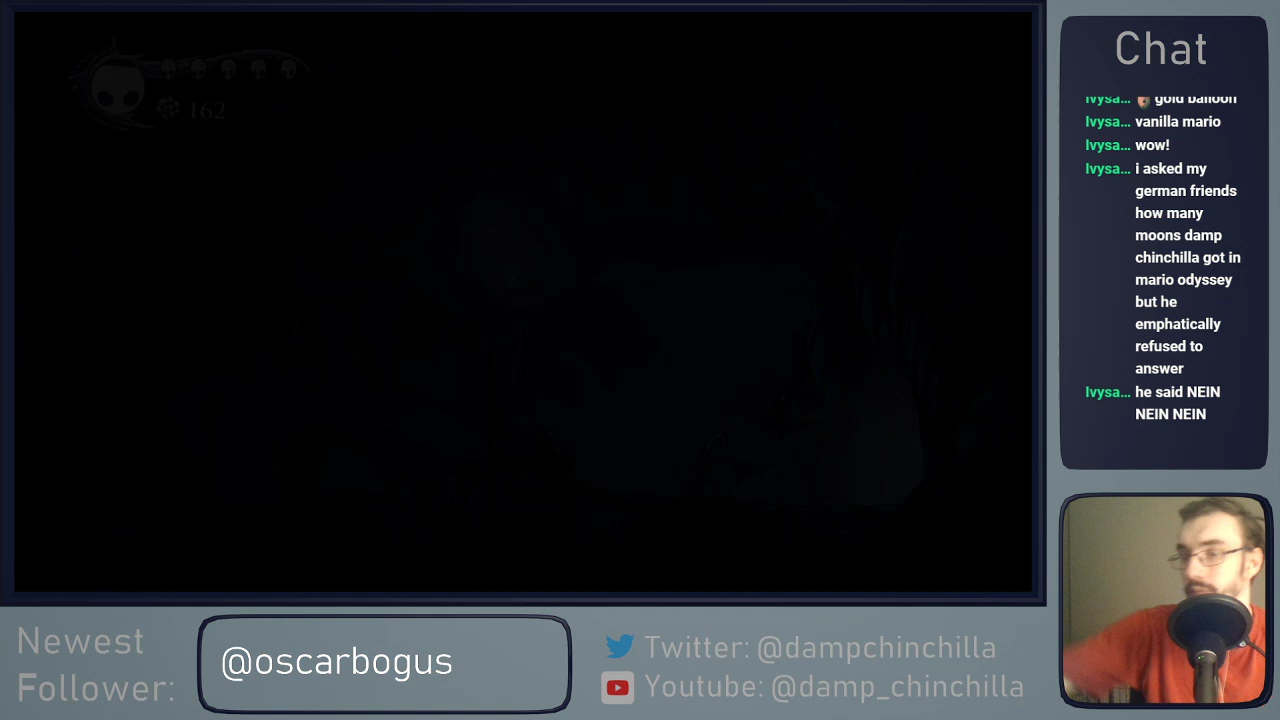 162
Chat
Ivysa... gold balloon
Ivysa... vanilla mario
Ivysa... wow!
Ivysa... i asked my
german friends
how many
moons damp
chinchilla got in
mario odyssey
but he
emphatically
refused to
answer
Ivysa... he said NEIN
NEIN NEIN
Newest
Follower:
@oscarbogus
Twitter: @dampchinchilla
Youtube: @damp_chinchilla